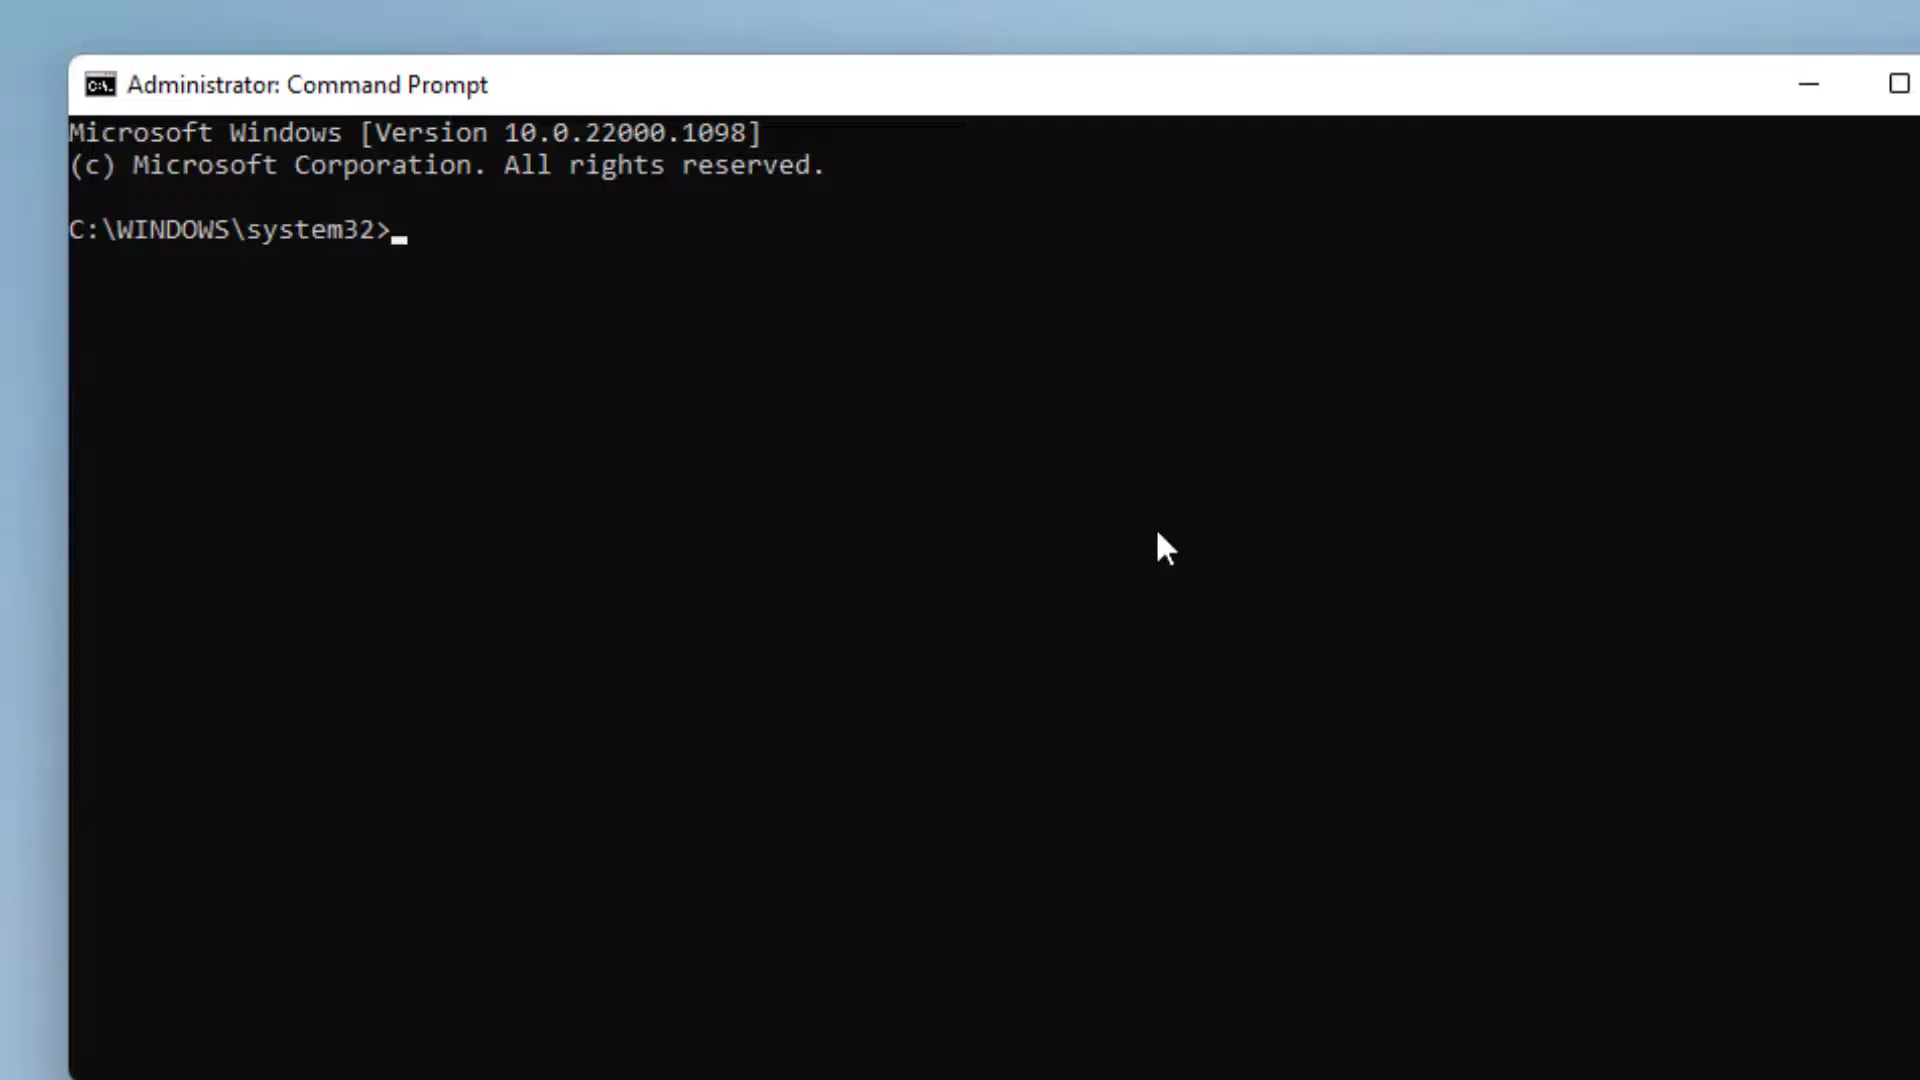 Administrator: Command Prompt
Microsoft Windows [Version 10.0.22000.1098]
(c) Microsoft Corporation. All rights reserved.
C:\WINDOWS\system32>